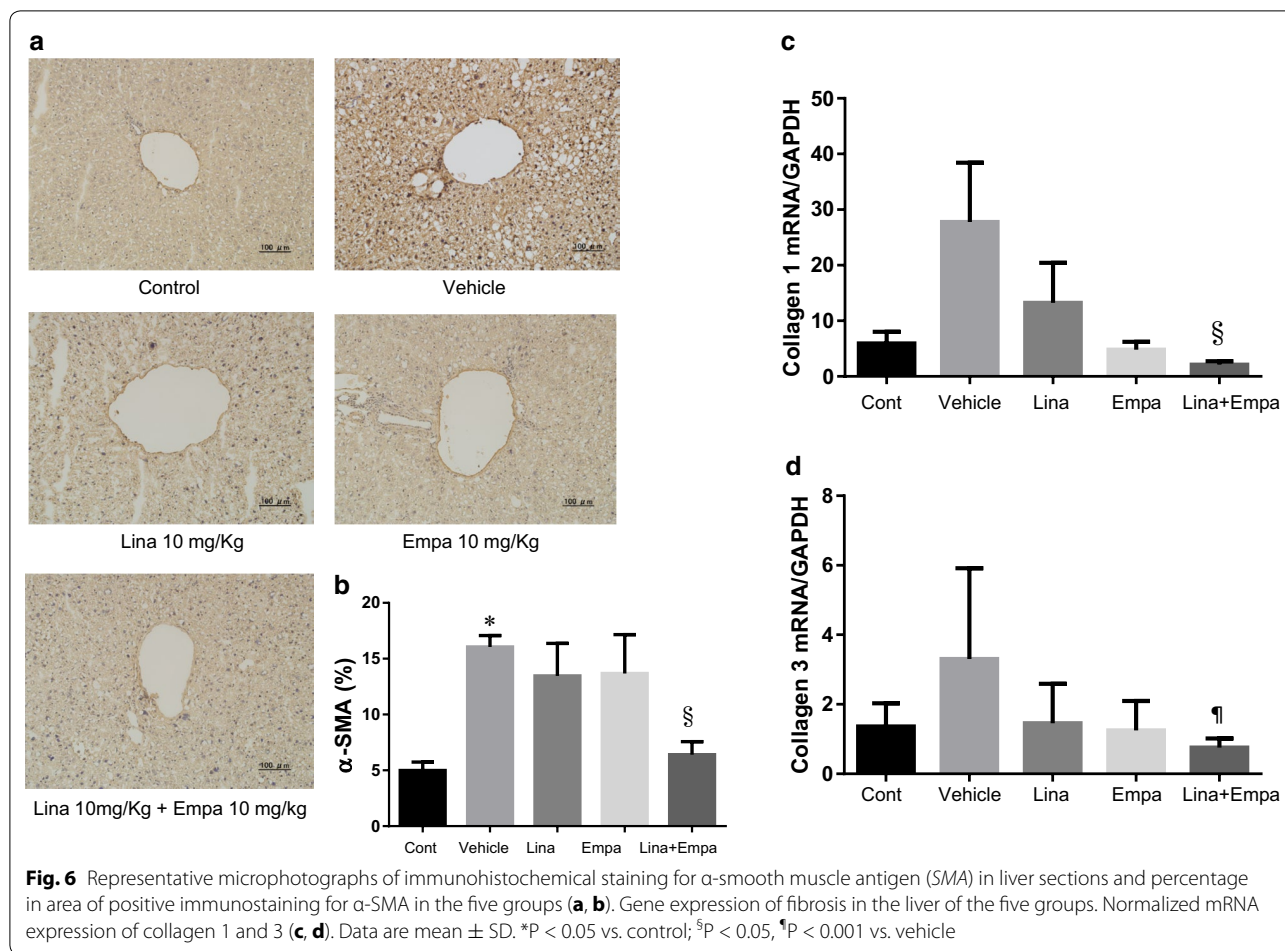 a
100 µm
Control
100 µm
Vehicle
100 µm
Lina 10 mg/Kg
100 µm
Empa 10 mg/Kg
100 µm
Lina 10mg/Kg + Empa 10 mg/kg
b
α-SMA (%)
20
15
10
5
0
*
§
Cont Vehicle Lina Empa Lina+Empa
c
Collagen 1 mRNA/GAPDH
50
40
30
20
10
0
§
Cont Vehicle Lina Empa Lina+Empa
d
Collagen 3 mRNA/GAPDH
8
6
4
2
0
¶
Cont Vehicle Lina Empa Lina+Empa
Fig. 6 Representative microphotographs of immunohistochemical staining for α-smooth muscle antigen (SMA) in liver sections and percentage
in area of positive immunostaining for α-SMA in the five groups (a, b). Gene expression of fibrosis in the liver of the five groups. Normalized mRNA
expression of collagen 1 and 3 (c, d). Data are mean ± SD. *P < 0.05 vs. control; §P < 0.05, ¶P < 0.001 vs. vehicle